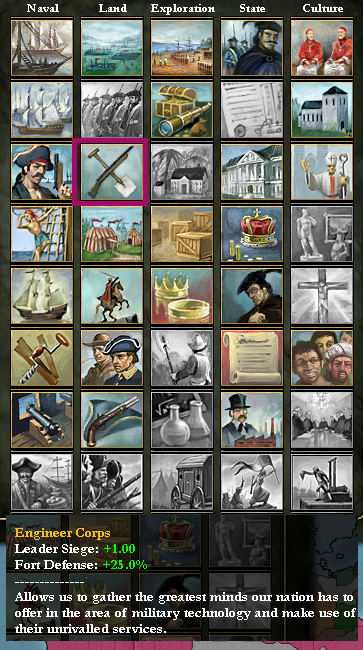 Naval Land Exploration State Culture
Engineer Corps
Leader Siege: +1.00
Fort Defense: +25.0%
--------------
Allows us to gather the greatest minds our nation has to
offer in the area of military technology and make use of
their unrivalled services.